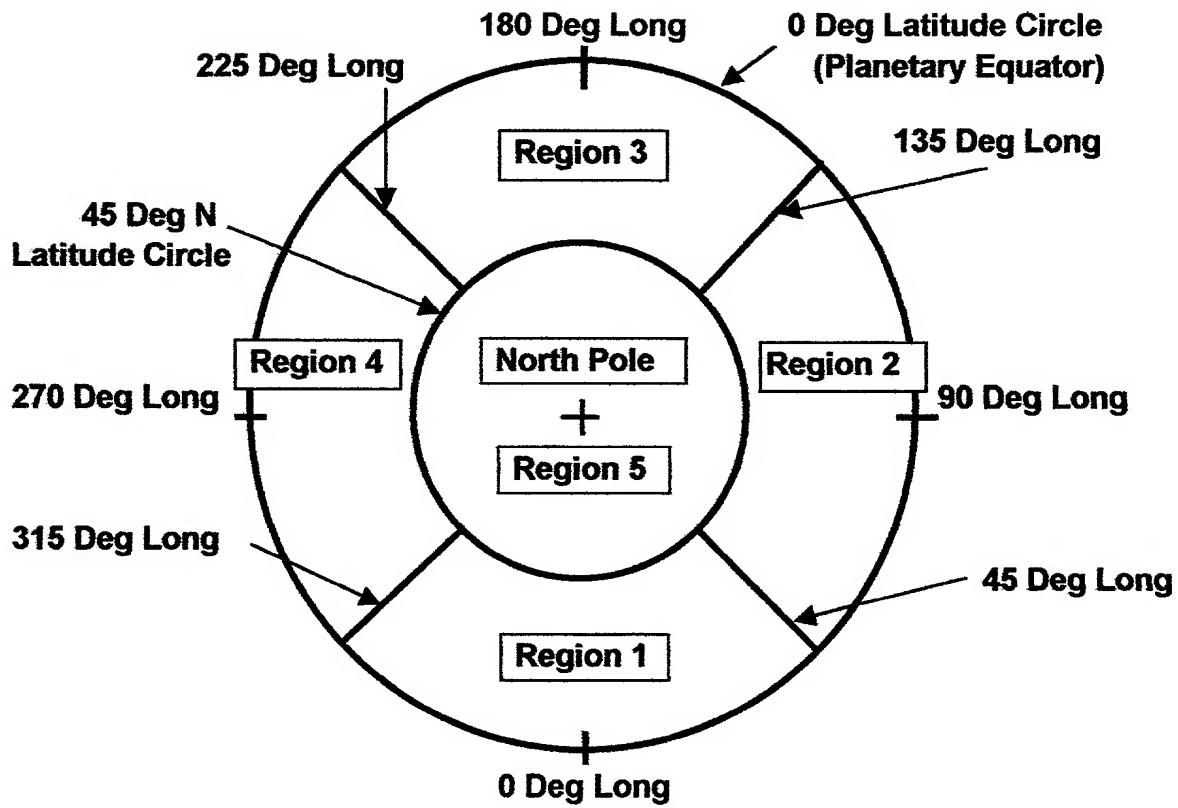 180 Deg Long
0 Deg Latitude Circle
(Planetary Equator)
225 Deg Long
Region 3
135 Deg Long
45 Deg N
Latitude Circle
Region 4
North Pole
Region 2
270 Deg Long
90 Deg Long
Region 5
315 Deg Long
45 Deg Long
Region 1
0 Deg Long